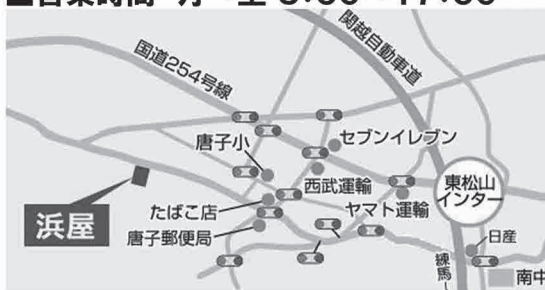 関越自動車道
国道254号線
唐子小
セブンイレブン
西武運輸
東松山
インター
たばこ店
ヤマト運輸
浜屋
唐子郵便局
日産
練馬
南中